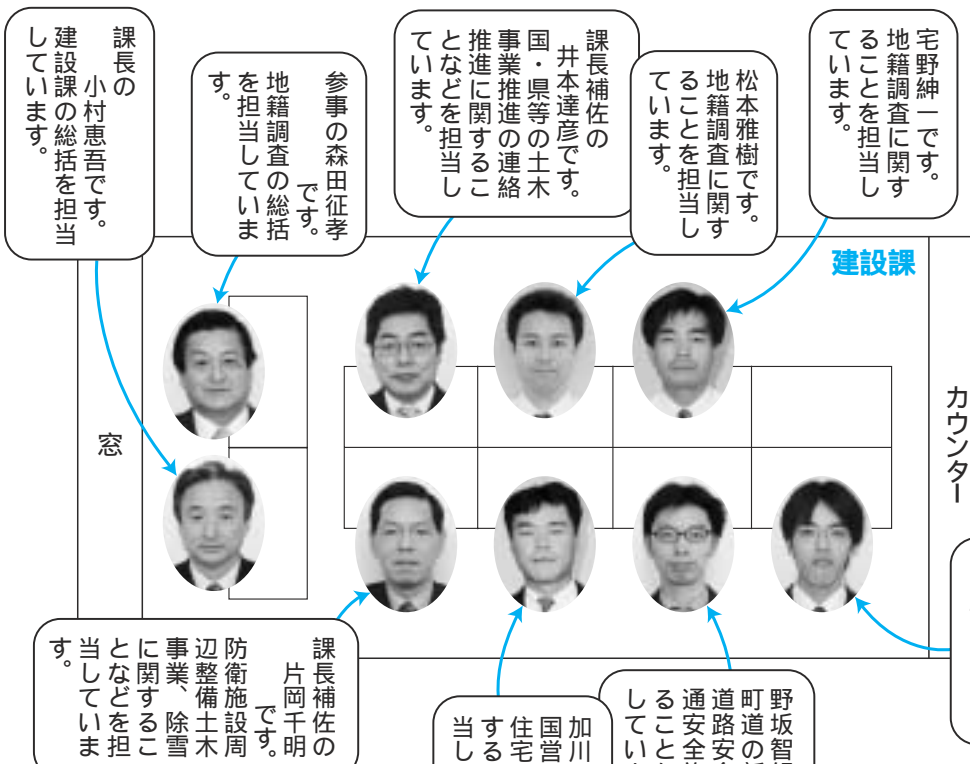 宅野紳一です。
地籍調査に関す
ることを担当し
ています。
松本雅樹です。
地籍調査に関す
ることを担当し
ています。
課長補佐の
井本達彦です。
国・県等の土木
事業推進の連絡
推進に関するこ
となどを担当し
ています。
参事の森田征孝
です。
地籍調査の総括
を担当していま
す。
課長の
小村恵吾です。
建設課の総括を担当
しています。
建設課
カウンター
窓
野坂智
町道の
道路安
通安全
ること
してい
加川
国営
住宅
する
当し
課長補佐の
片岡千明
です。
防衛施設周
辺整備土木
事業、除雪
に関するこ
となどを担
当していま
す。